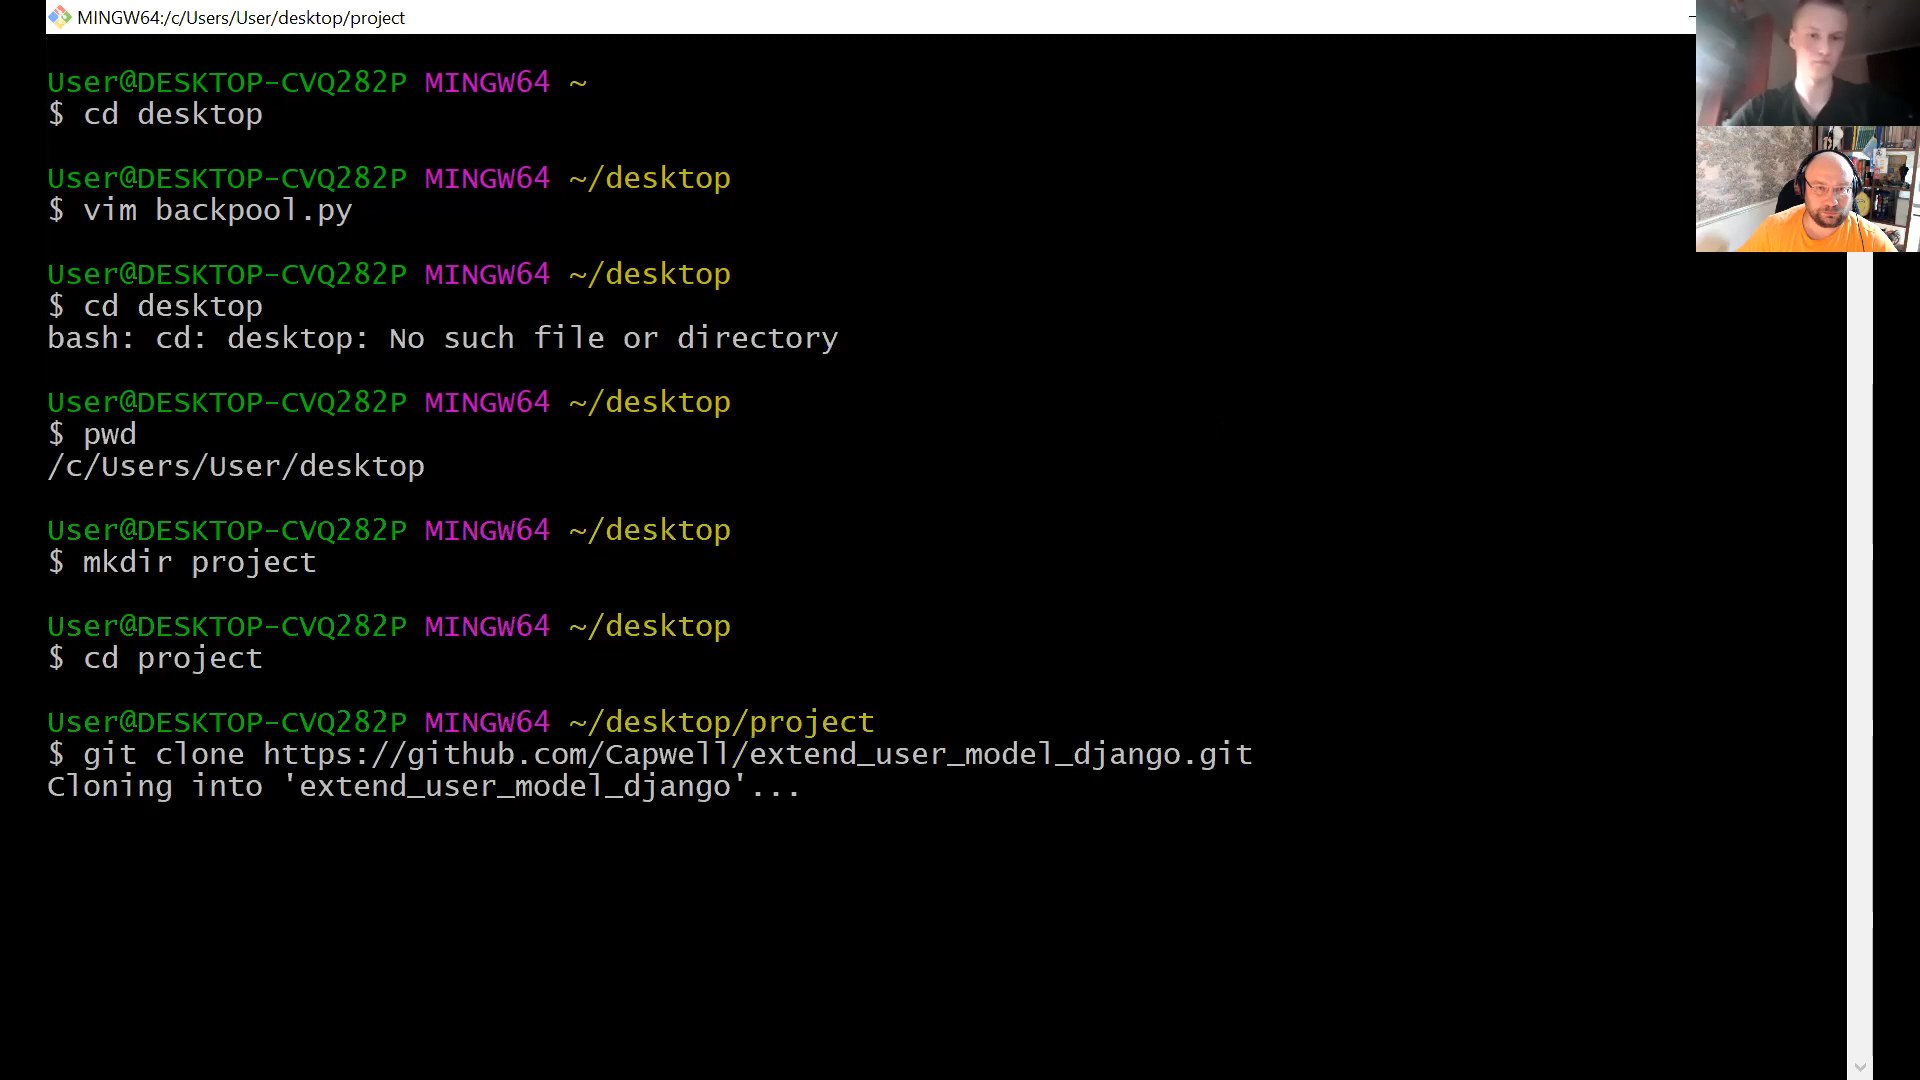 MINGW64:/c/Users/User/desktop/project
User@DESKTOP-CVQ282P MINGW64 ~
$ cd desktop
User@DESKTOP-CVQ282P MINGW64 ~/desktop
$ vim backpool.py
User@DESKTOP-CVQ282P MINGW64 ~/desktop
$ cd desktop
bash: cd: desktop: No such file or directory
User@DESKTOP-CVQ282P MINGW64 ~/desktop
$ pwd
/c/Users/User/desktop
User@DESKTOP-CVQ282P MINGW64 ~/desktop
$ mkdir project
User@DESKTOP-CVQ282P MINGW64 ~/desktop
$ cd project
User@DESKTOP-CVQ282P MINGW64 ~/desktop/project
$ git clone https://github.com/Capwell/extend_user_model_django.git
Cloning into 'extend_user_model_django'...